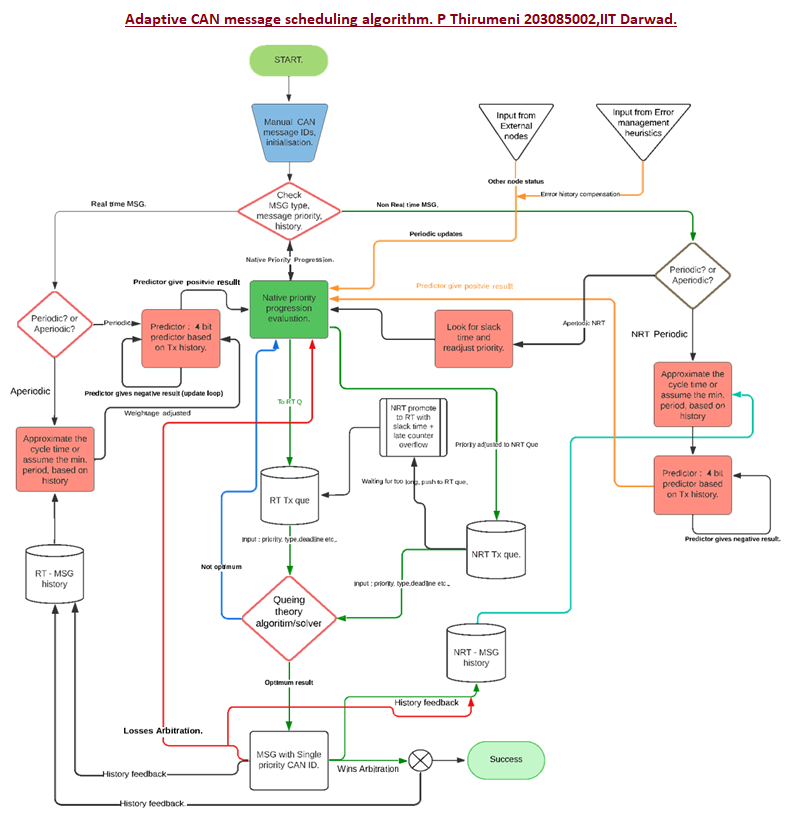 Adaptive CAN message scheduling algorithm. P Thirumeni 203085002,IIT Darwad.
START.
Manual CAN
message IDs,
initialisation.
Input from
External
nodes
Input from Error
management
heuristics
Other node status
Error history compensation
Check
MSG type,
message priority,
history.
Real time MSG.
Non Real time MSG.
Periodic updates
Native Priority Progression.
Periodic? or
Aperiodic?
Predictor give positvie resullt
Predictor give positvie resullt
Periodic? or
Aperiodic?
Periodic
Predictor : 4 bit
predictor based
on Tx history.
Native priority
progression
evaluation.
Look for slack
time and
readjust priority.
Aperiodic NRT
NRT Periodic
Aperiodic
Predictor gives negative result (update loop)
Weightage adjusted
To RT Q
NRT promote
to RT with
slack time +
late counter
overflow
Approximate the
cycle time or
assume the min.
period, based on
history
Approximate the
cycle time or
assume the min.
period, based on
history
Priority adjusted to NRT Que
Waiting for too long, push to RT que.
Predictor : 4 bit
predictor based
on Tx history.
RT Tx que
Input : priority, type,deadline etc.,
NRT Tx que.
Predictor gives negative result.
RT - MSG
history
Not optimum
Input : priority, type,deadline etc.,
Queing
theory
algoritim/solver
NRT - MSG
history
Optimum result
History feedback
Losses Arbitration.
MSG with Single
priority CAN ID.
Wins Arbitration
Success
History feedback
History feedback.